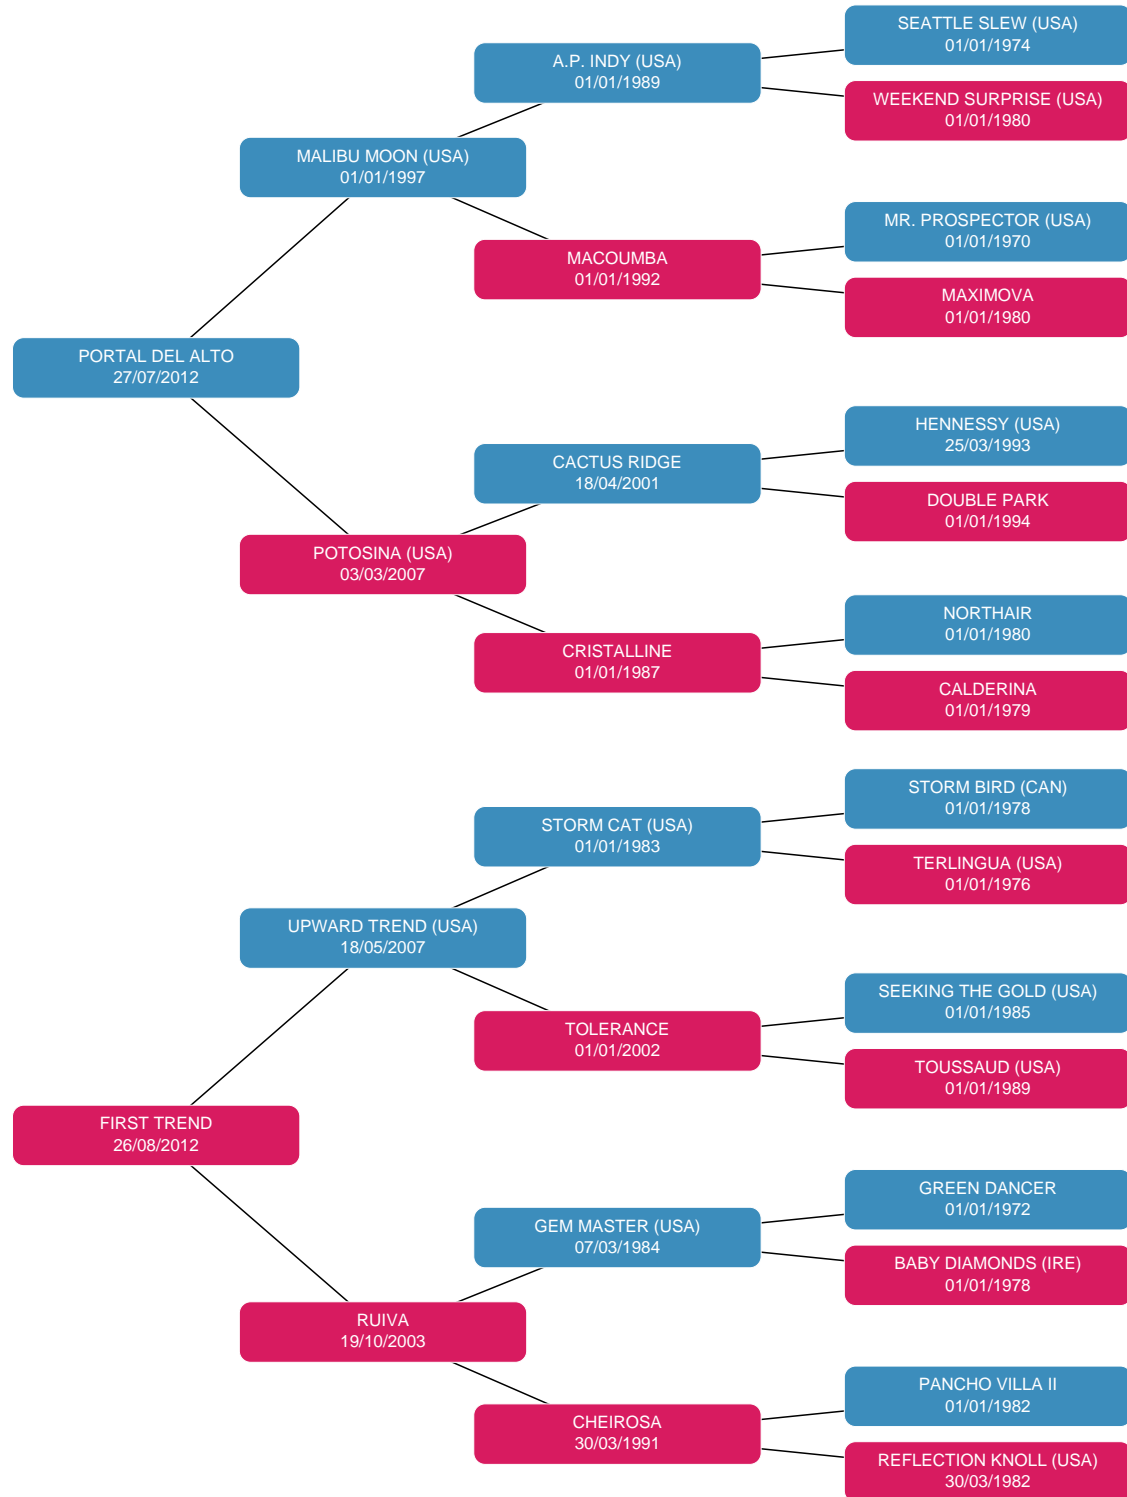 SEATTLE SLEW (USA)
01/01/1974
A.P. INDY (USA)
01/01/1989
WEEKEND SURPRISE (USA)
01/01/1980
MALIBU MOON (USA)
01/01/1997
MR. PROSPECTOR (USA)
01/01/1970
MACOUMBA
01/01/1992
MAXIMOVA
01/01/1980
PORTAL DEL ALTO
27/07/2012
HENNESSY (USA)
25/03/1993
CACTUS RIDGE
18/04/2001
DOUBLE PARK
01/01/1994
POTOSINA (USA)
03/03/2007
NORTHAIR
01/01/1980
CRISTALLINE
01/01/1987
CALDERINA
01/01/1979
STORM BIRD (CAN)
01/01/1978
STORM CAT (USA)
01/01/1983
TERLINGUA (USA)
01/01/1976
UPWARD TREND (USA)
18/05/2007
SEEKING THE GOLD (USA)
01/01/1985
TOLERANCE
01/01/2002
TOUSSAUD (USA)
01/01/1989
FIRST TREND
26/08/2012
GREEN DANCER
01/01/1972
GEM MASTER (USA)
07/03/1984
BABY DIAMONDS (IRE)
01/01/1978
RUIVA
19/10/2003
PANCHO VILLA II
01/01/1982
CHEIROSA
30/03/1991
REFLECTION KNOLL (USA)
30/03/1982